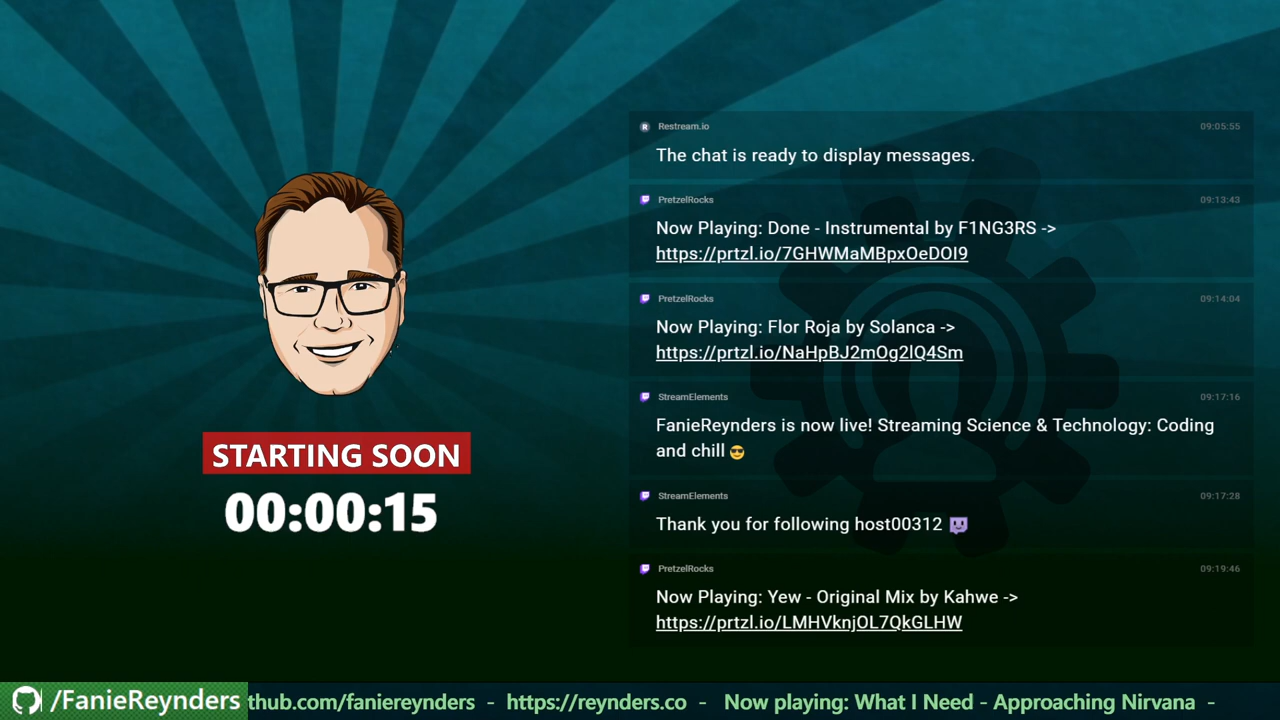 Restream.io 09:05:55
The chat is ready to display messages.
PretzelRocks 09:13:43
Now Playing: Done - Instrumental by F1NG3RS ->
https://prtzl.io/7GHWMaMBpxOeDOI9
PretzelRocks 09:14:04
Now Playing: Flor Roja by Solanca ->
https://prtzl.io/NaHpBJ2mOg2lQ4Sm
StreamElements 09:17:16
FanieReynders is now live! Streaming Science & Technology: Coding
and chill 😎
StreamElements 09:17:28
Thank you for following host00312
PretzelRocks 09:19:46
Now Playing: Yew - Original Mix by Kahwe ->
https://prtzl.io/LMHVknjOL7QkGLHW
STARTING SOON
00:00:15
/FanieReynders thub.com/faniereynders - https://reynders.co - Now playing: What I Need - Approaching Nirvana -